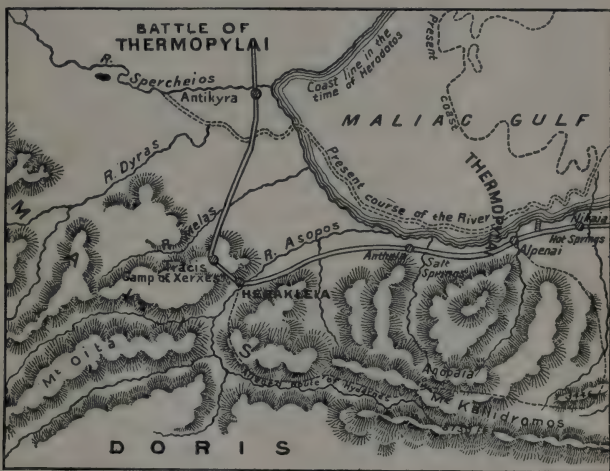 BATTLE OF
THERMOPYLAI
R. Spercheios
Antikyra
Coast line in the
time of Herodotos
Present
coast
MALIAC GULF
R. Dyras
THERMOPYLAI
Present course of the River
R. Melas
R. Asopos
Anthela
Salt
Springs
Alpenai
Hot Springs
Camp of Xerxes
HERAKLEIA
Mt Oita
Mt Kallidromos
DORIS